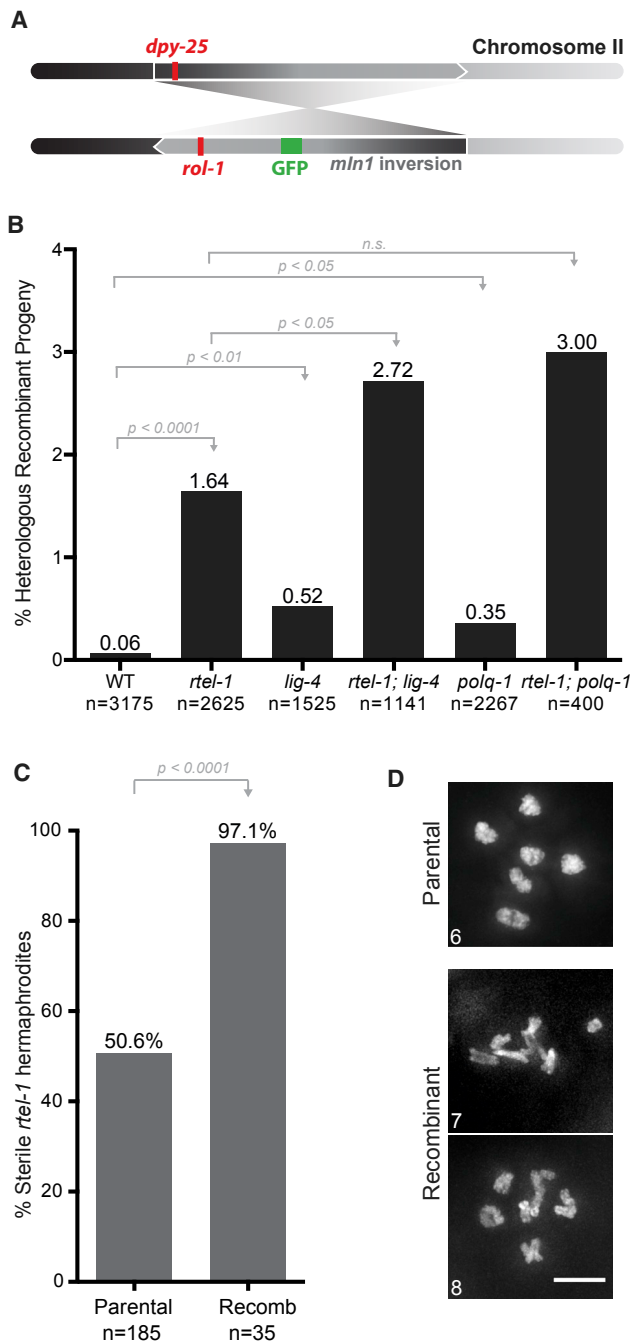 A
dpy-25
Chromosome II
rol-1
GFP
mIn1 inversion
B
% Heterologous Recombinant Progeny
4
3
2
1
0
n.s.
p < 0.05
p < 0.05
p < 0.01
p < 0.0001
0.06
1.64
0.52
2.72
0.35
3.00
WT
n=3175
rtel-1
n=2625
lig-4
n=1525
rtel-1; lig-4
n=1141
polq-1
n=2267
rtel-1; polq-1
n=400
C
% Sterile rtel-1 hermaphrodites
100
80
60
40
20
0
p < 0.0001
50.6%
97.1%
Parental
n=185
Recomb
n=35
D
Parental
6
Recombinant
7
8